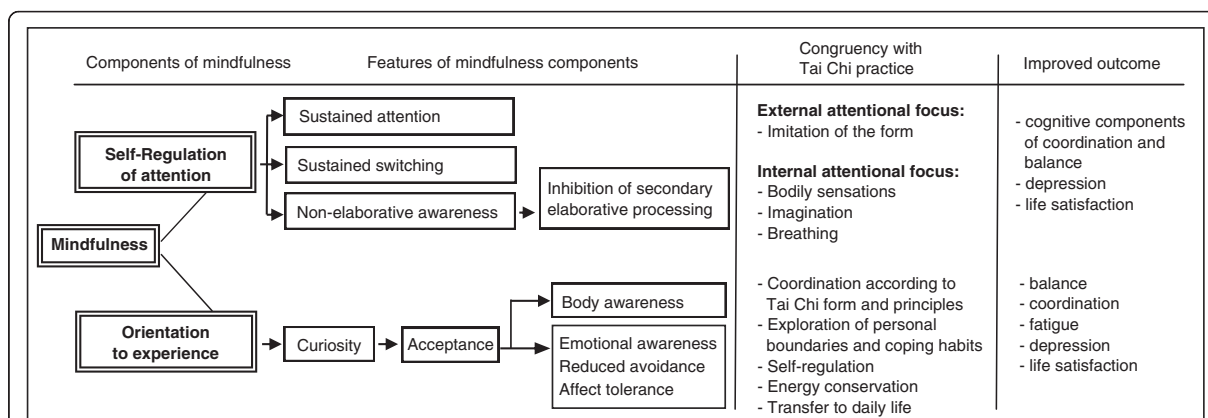 Components of mindfulness
Features of mindfulness components
Congruency with
Tai Chi practice
Improved outcome
Mindfulness
Self-Regulation
of attention
Sustained attention
Sustained switching
Non-elaborative awareness
Inhibition of secondary
elaborative processing
External attentional focus:
- Imitation of the form
Internal attentional focus:
- Bodily sensations
- Imagination
- Breathing
- cognitive components
of coordination and
balance
- depression
- life satisfaction
Orientation
to experience
Curiosity
Acceptance
Body awareness
Emotional awareness
Reduced avoidance
Affect tolerance
- Coordination according to
Tai Chi form and principles
- Exploration of personal
boundaries and coping habits
- Self-regulation
- Energy conservation
- Transfer to daily life
- balance
- coordination
- fatigue
- depression
- life satisfaction